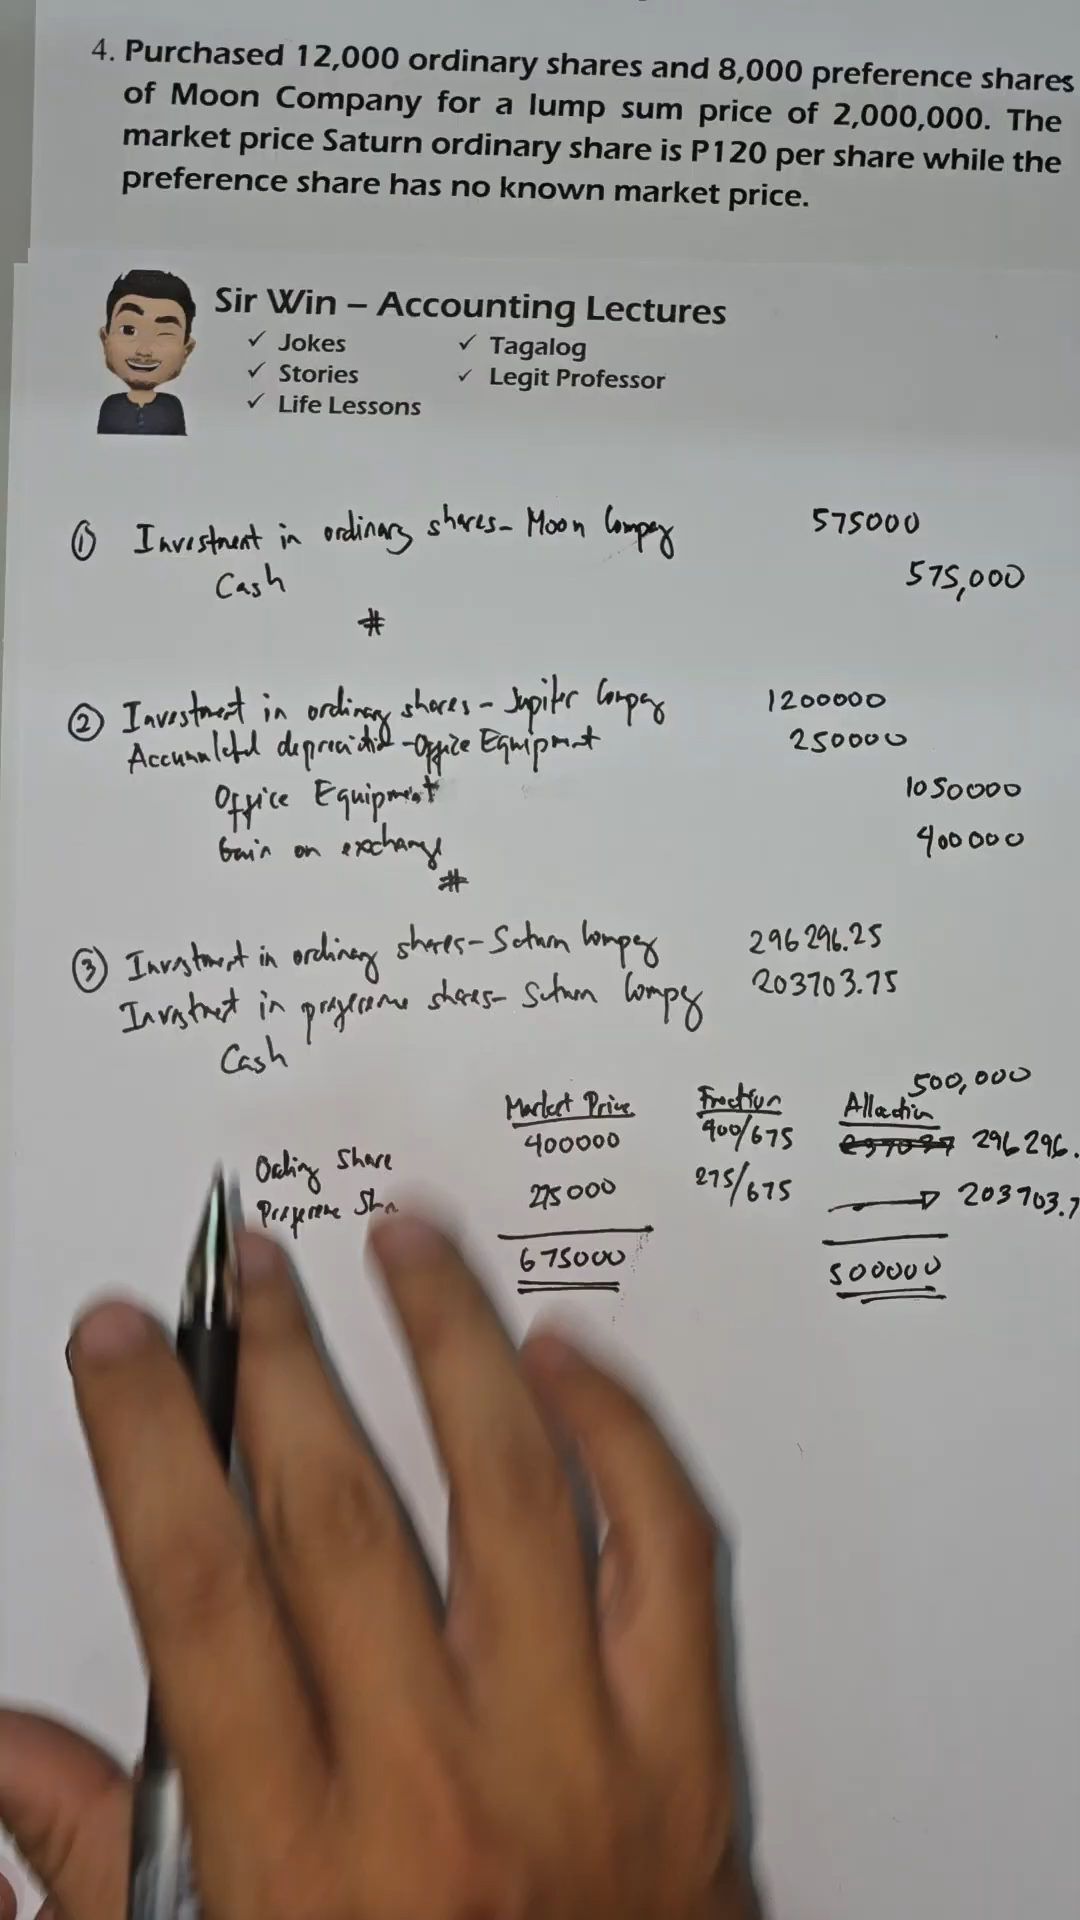 4. Purchased 12,000 ordinary shares and 8,000 preference shares
of Moon Company for a lump sum price of 2,000,000. The
market price Saturn ordinary share is P120 per share while the
preference share has no known market price.
Sir Win – Accounting Lectures
✓ Jokes ✓ Tagalog
✓ Stories ✓ Legit Professor
✓ Life Lessons
① Investment in ordinary shares - Moon Company 575000
Cash 575,000
#
② Investment in ordinary shares - Jupiter Company 1200000
Accumulated depreciation - Office Equipment 250000
Office Equipment 1050000
Gain on exchange 400000
#
③ Investment in ordinary shares - Saturn Company 296296.25
Investment in preference shares - Saturn Company 203703.75
Cash 500,000
Market Price Fraction Allocation
Ordinary Share 400000 400/675 296296.
Preference Sha 275000 275/675 203703.7
675000 500000